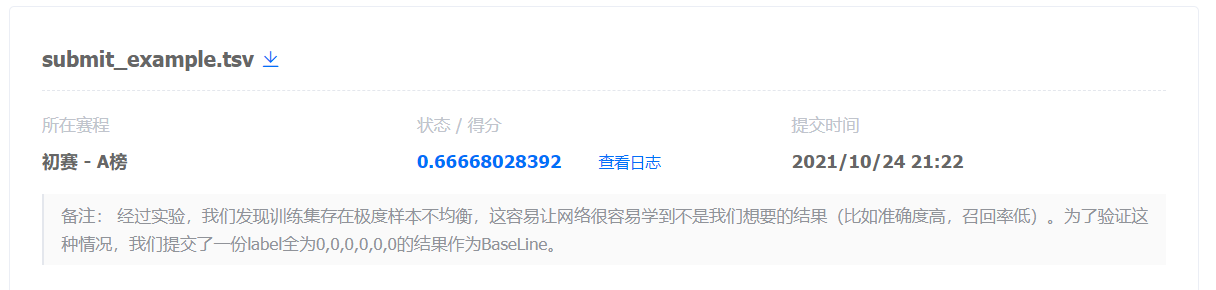 submit_example.tsv
所在赛程
状态 / 得分
提交时间
初赛 - A榜
0.66668028392
查看日志
2021/10/24 21:22
备注： 经过实验，我们发现训练集存在极度样本不均衡，这容易让网络很容易学到不是我们想要的结果（比如准确度高，召回率低）。为了验证这
种情况，我们提交了一份label全为0,0,0,0,0,0的结果作为BaseLine。